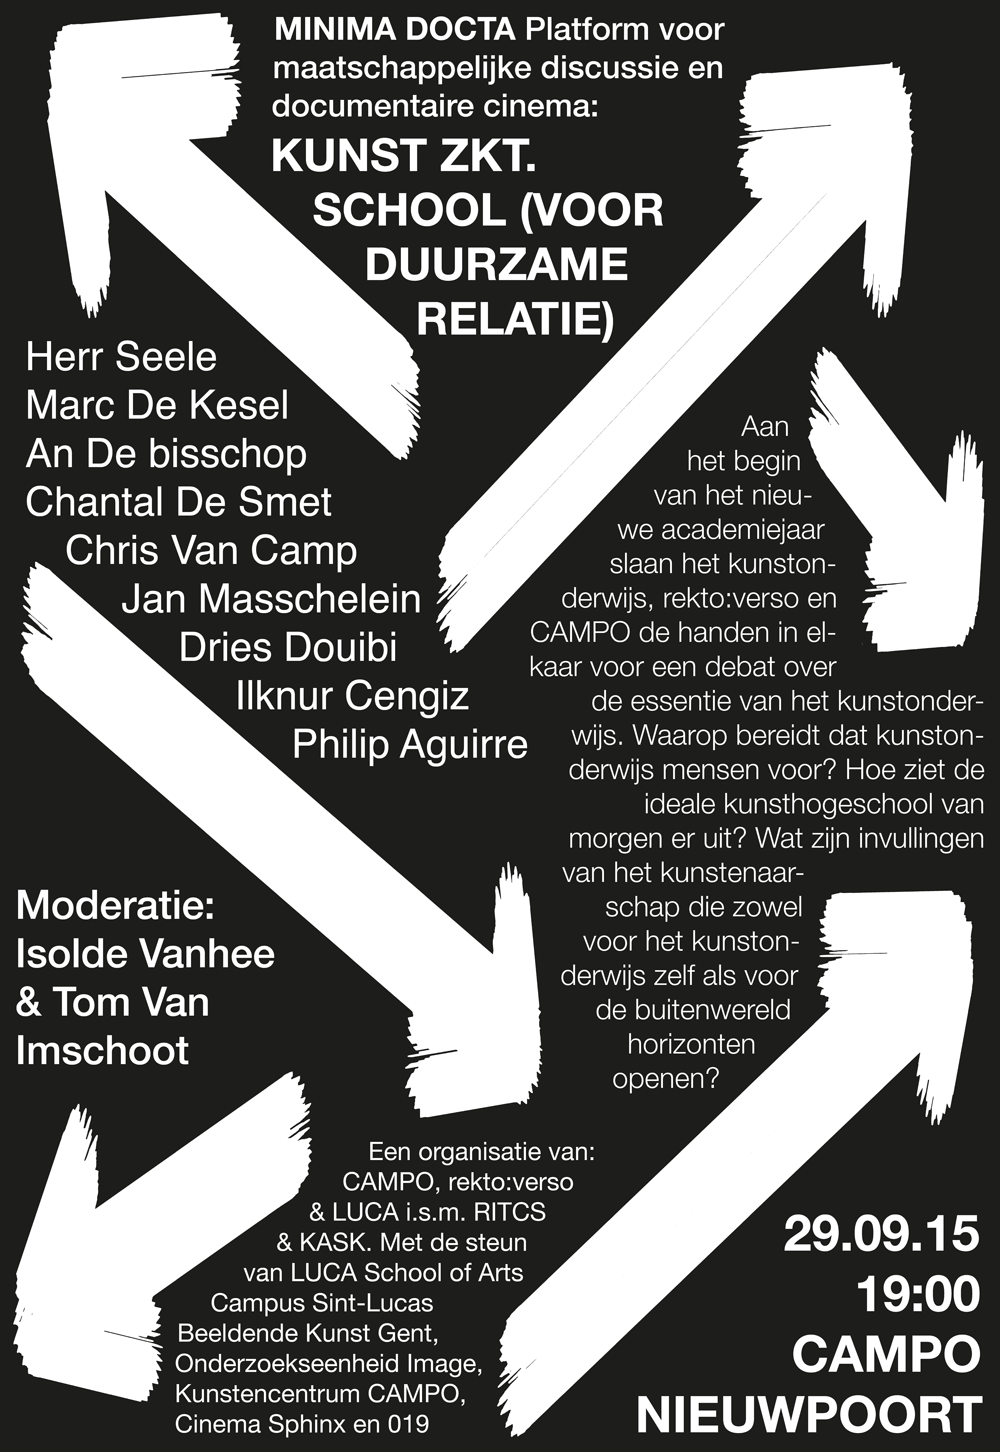 MINIMA DOCTA Platform voor
maatschappelijke discussie en
documentaire cinema:
KUNST ZKT.
SCHOOL (VOOR
DUURZAME
RELATIE)
Herr Seele
Marc De Kesel
An De bisschop
Chantal De Smet
Chris Van Camp
Jan Masschelein
Dries Douibi
Ilknur Cengiz
Philip Aguirre
Aan
het begin
van het nieu-
we academiejaar
slaan het kunston-
derwijs, rekto:verso en
CAMPO de handen in el-
kaar voor een debat over
de essentie van het kunstonder-
wijs. Waarop bereidt dat kunston-
derwijs mensen voor? Hoe ziet de
ideale kunsthogeschool van
morgen er uit? Wat zijn invullingen
van het kunstenaar-
schap die zowel
voor het kunston-
derwijs zelf als voor
de buitenwereld
horizonten
openen?
Moderatie:
Isolde Vanhee
& Tom Van
Imschoot
Een organisatie van:
CAMPO, rekto:verso
& LUCA i.s.m. RITCS
& KASK. Met de steun
van LUCA School of Arts
Campus Sint-Lucas
Beeldende Kunst Gent,
Onderzoekseenheid Image,
Kunstencentrum CAMPO,
Cinema Sphinx en 019
29.09.15
19:00
CAMPO
NIEUWPOORT